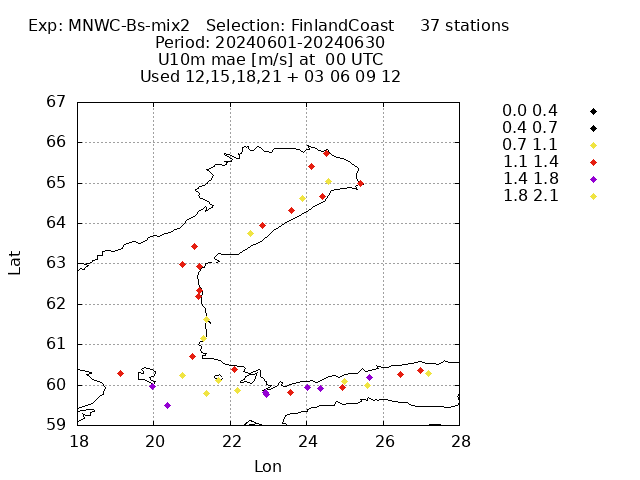 Exp: MNWC-Bs-mix2   Selection: FinlandCoast     37 stations
Period: 20240601-20240630
U10m mae [m/s] at  00 UTC
Used 12,15,18,21 + 03 06 09 12
67
66
65
64
63
62
61
60
59
Lat
18 20 22 24 26 28
Lon
0.0 0.4
0.4 0.7
0.7 1.1
1.1 1.4
1.4 1.8
1.8 2.1